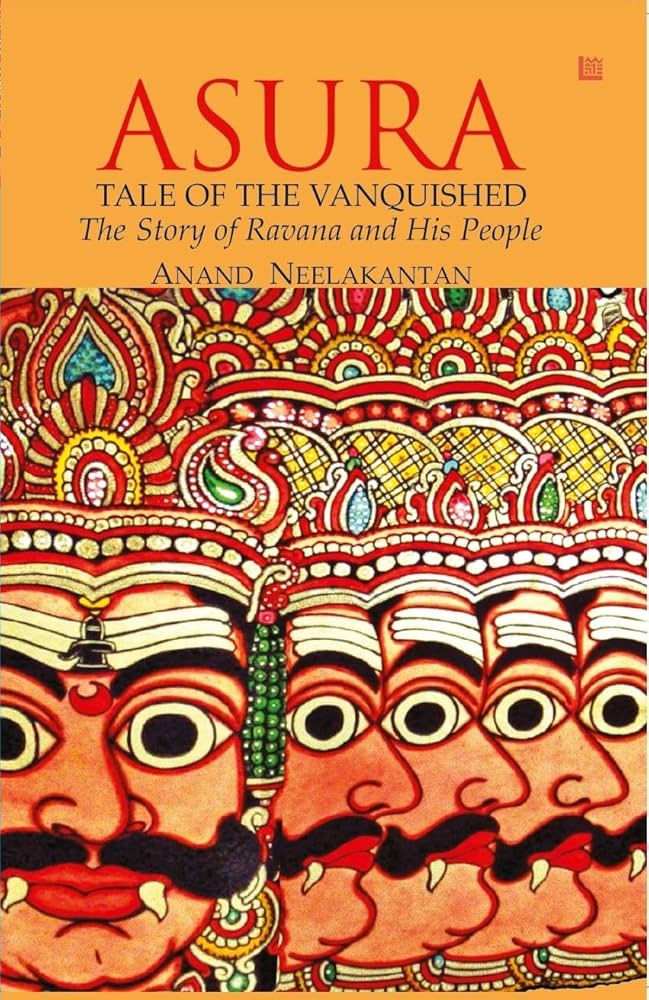 ASURA
TALE OF THE VANQUISHED
The Story of Ravana and His People
ANAND NEELAKANTAN